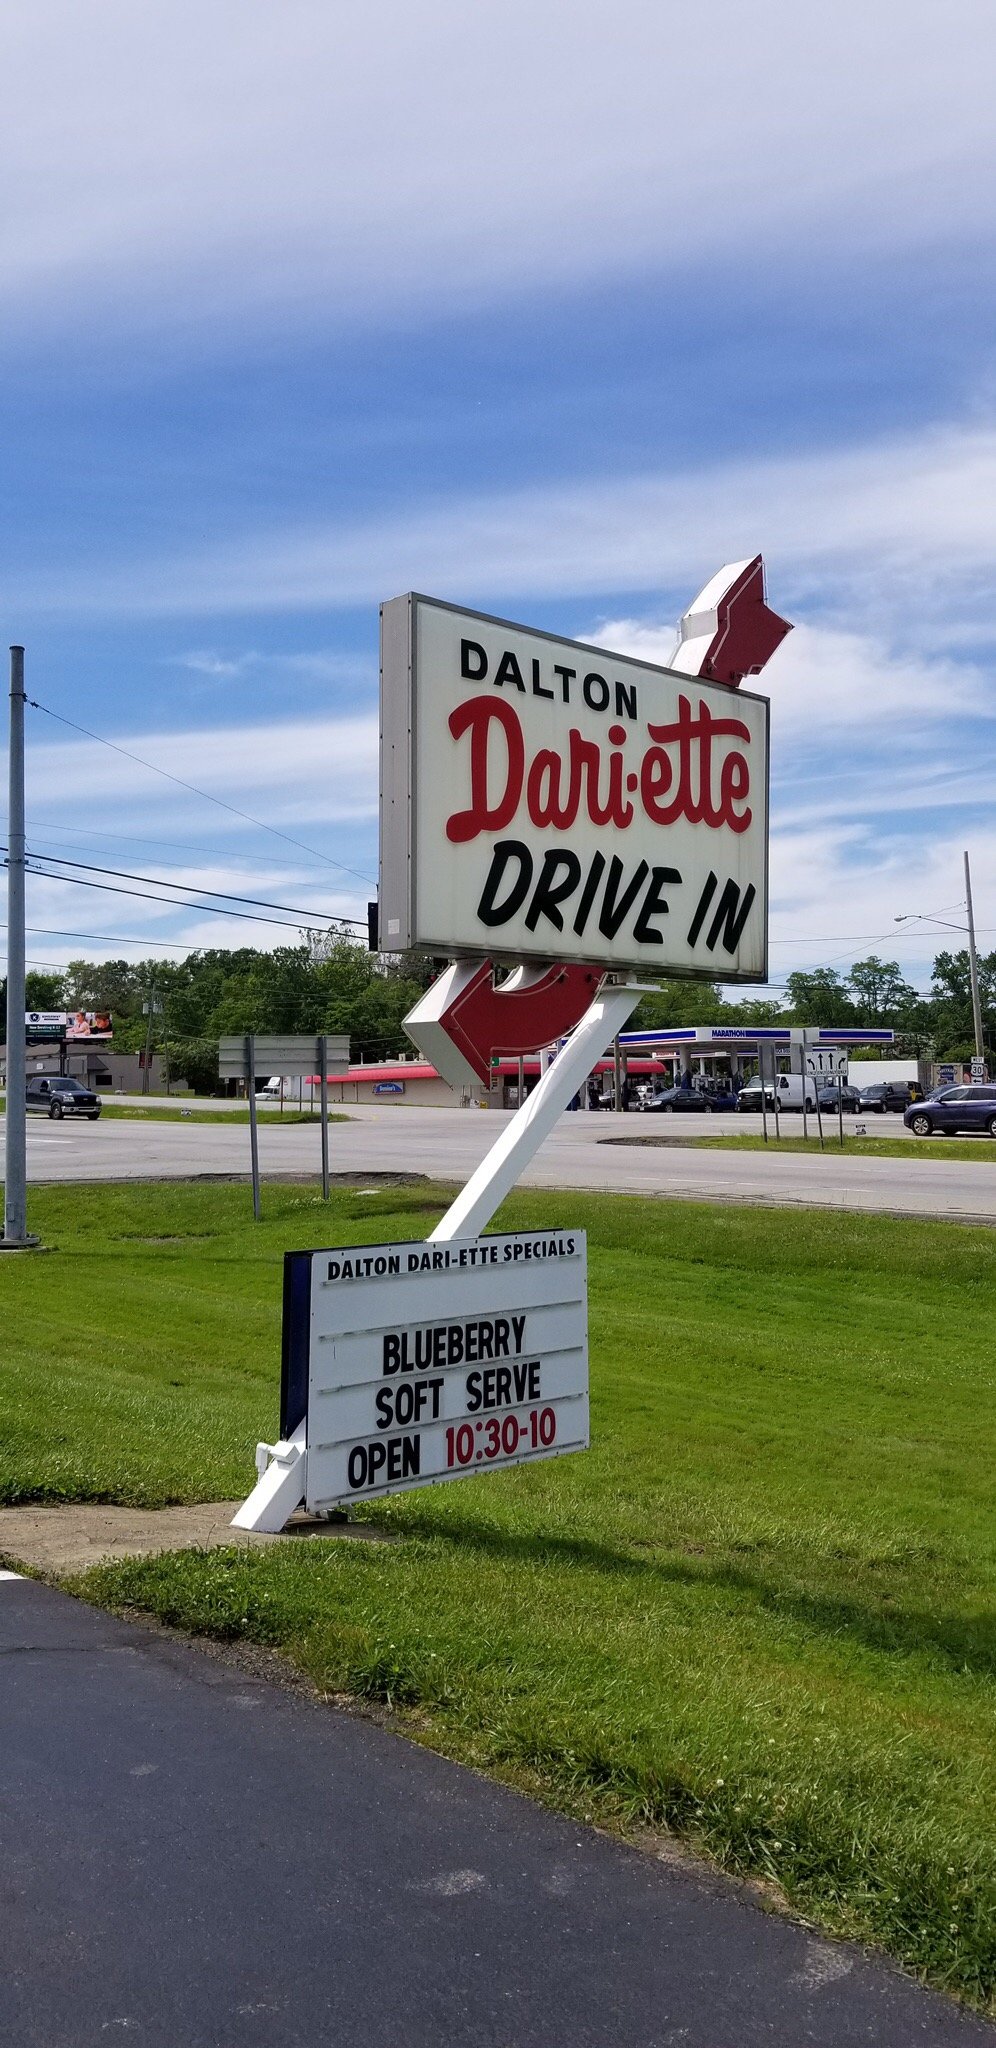 DALTON
Dari-ette
DRIVE IN
DALTON DARI-ETTE SPECIALS
BLUEBERRY
SOFT SERVE
OPEN 10:30-10
MARATHON
30